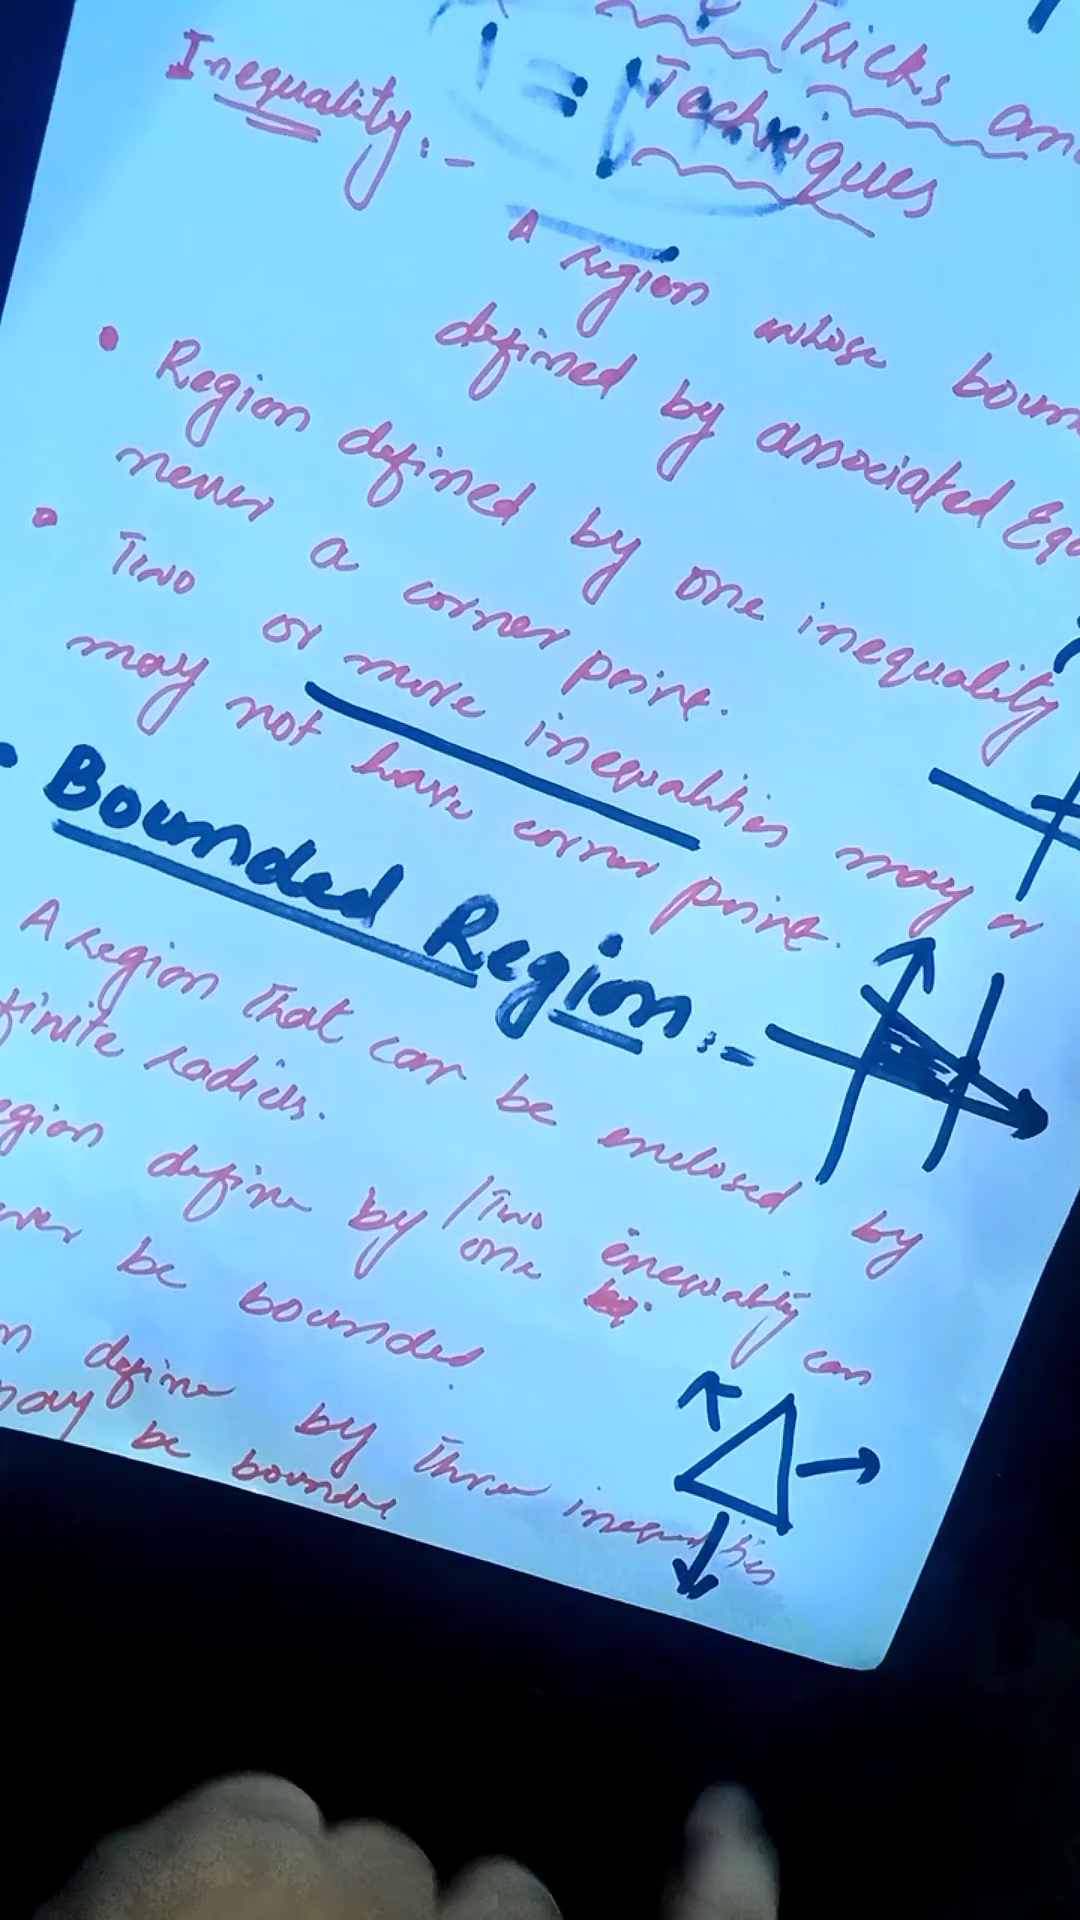 Tricks and
Techniques
Inequality:-
A region whose boun
defined by associated Equ
• Region defined by one inequality
never a corner point.
• Two or more inequalities may or
may not have corner point.
• Bounded Region:-
A region that can be enclosed by
finite radius.
egion define by one / Two inequality can
ver be bounded.
n define by three inequalities
may be bounde